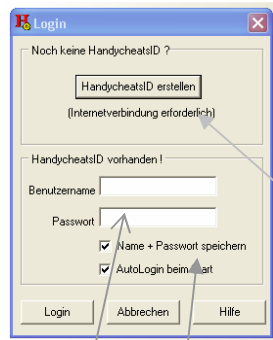 Login
Noch keine HandycheatsID ?
HandycheatsID erstellen
(Internetverbindung erforderlich)
HandycheatsID vorhanden !
Benutzername
Passwort
Name + Passwort speichern
AutoLogin beim
Login Abbrechen Hilfe